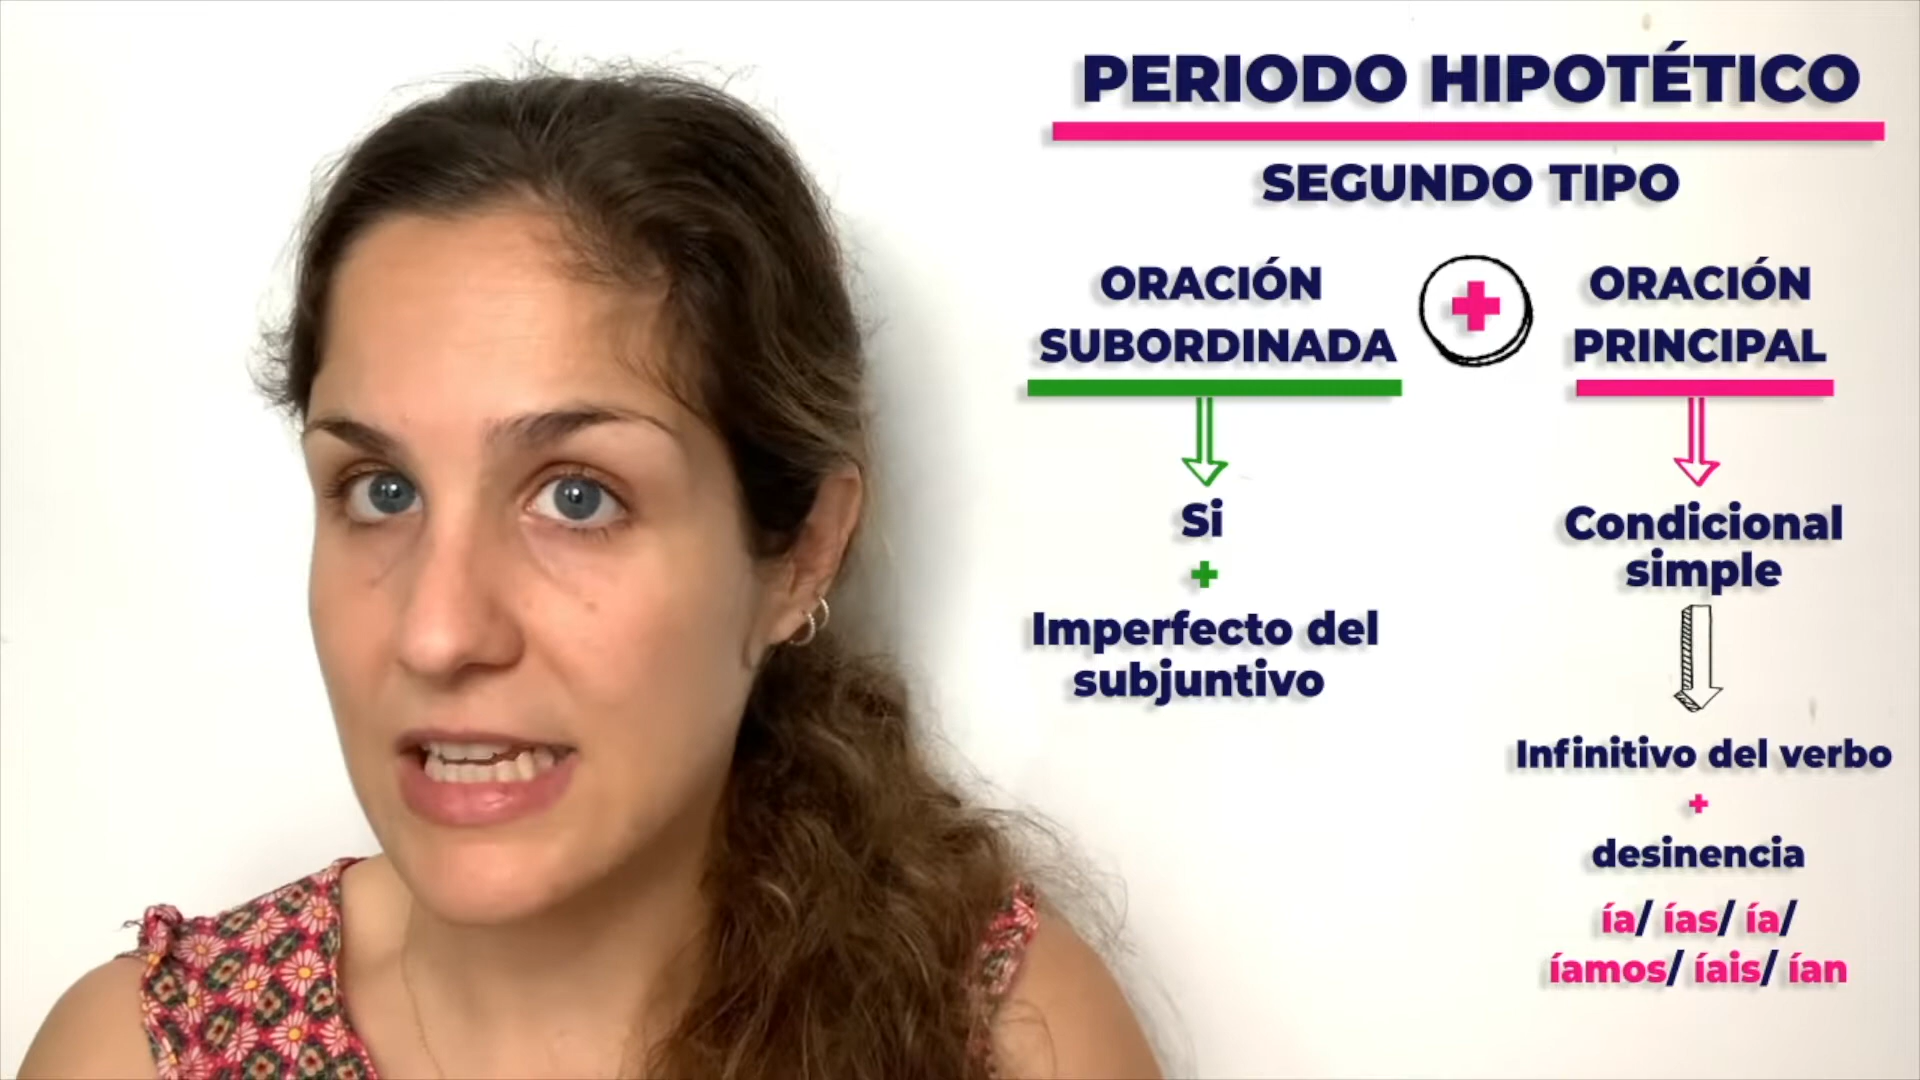 PERIODO HIPOTÉTICO
SEGUNDO TIPO
ORACIÓN
SUBORDINADA
+
ORACIÓN
PRINCIPAL
Si
+
Imperfecto del
subjuntivo
Condicional
simple
Infinitivo del verbo
+
desinencia
ía/ ías/ ía/
íamos/ íais/ ían